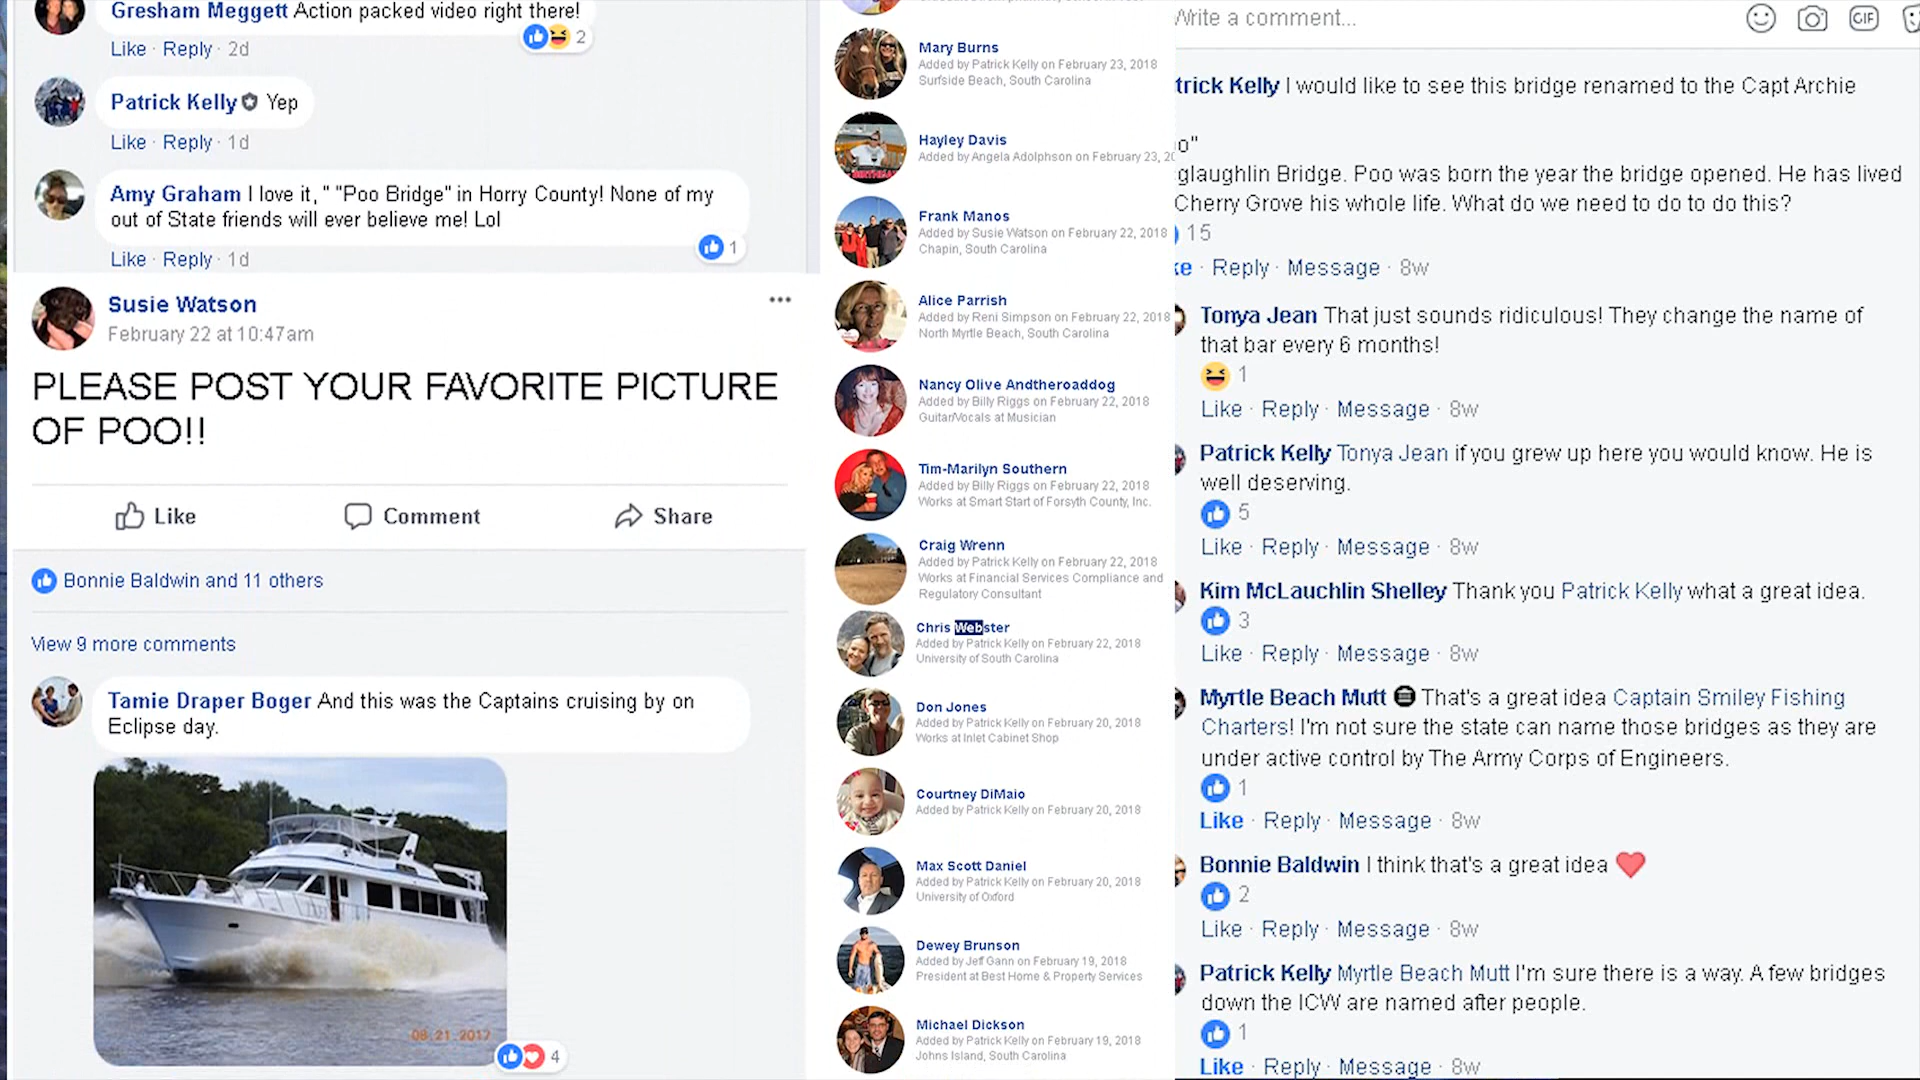 Gresham Meggett Action packed video right there!
2
Like · Reply · 2d
Patrick Kelly Yep
Like · Reply · 1d
Amy Graham I love it, " "Poo Bridge" in Horry County! None of my
out of State friends will ever believe me! Lol
1
Like · Reply · 1d
Susie Watson
February 22 at 10:47am
PLEASE POST YOUR FAVORITE PICTURE
OF POO!!
Like Comment Share
Bonnie Baldwin and 11 others
View 9 more comments
Tamie Draper Boger And this was the Captains cruising by on
Eclipse day.
08 21 2017
4
Mary Burns
Added by Patrick Kelly on February 23, 2018
Surfside Beach, South Carolina
Hayley Davis
Added by Angela Adolphson on February 23, 20
Frank Manos
Added by Susie Watson on February 22, 2018
Chapin, South Carolina
Alice Parrish
Added by Reni Simpson on February 22, 2018
North Myrtle Beach, South Carolina
Nancy Olive Andtheroaddog
Added by Billy Riggs on February 22, 2018
Guitar/Vocals at Musician
Tim-Marilyn Southern
Added by Billy Riggs on February 22, 2018
Works at Smart Start of Forsyth County, Inc.
Craig Wrenn
Added by Patrick Kelly on February 22, 2018
Works at Financial Services Compliance and
Regulatory Consultant
Chris Webster
Added by Patrick Kelly on February 22, 2018
University of South Carolina
Don Jones
Added by Patrick Kelly on February 20, 2018
Works at Inlet Cabinet Shop
Courtney DiMaio
Added by Patrick Kelly on February 20, 2018
Max Scott Daniel
Added by Patrick Kelly on February 20, 2018
University of Oxford
Dewey Brunson
Added by Jeff Gann on February 19, 2018
President at Best Home & Property Services
Michael Dickson
Added by Patrick Kelly on February 19, 2018
Johns Island, South Carolina
Write a comment...
GIF
trick Kelly I would like to see this bridge renamed to the Capt Archie
o"
glaughlin Bridge. Poo was born the year the bridge opened. He has lived
Cherry Grove his whole life. What do we need to do to do this?
15
ke · Reply · Message · 8w
Tonya Jean That just sounds ridiculous! They change the name of
that bar every 6 months!
1
Like · Reply · Message · 8w
Patrick Kelly Tonya Jean if you grew up here you would know. He is
well deserving.
5
Like · Reply · Message · 8w
Kim McLauchlin Shelley Thank you Patrick Kelly what a great idea.
3
Like · Reply · Message · 8w
Myrtle Beach Mutt That's a great idea Captain Smiley Fishing
Charters! I'm not sure the state can name those bridges as they are
under active control by The Army Corps of Engineers.
1
Like · Reply · Message · 8w
Bonnie Baldwin I think that's a great idea
2
Like · Reply · Message · 8w
Patrick Kelly Myrtle Beach Mutt I'm sure there is a way. A few bridges
down the ICW are named after people.
1
Like · Reply · Message · 8w